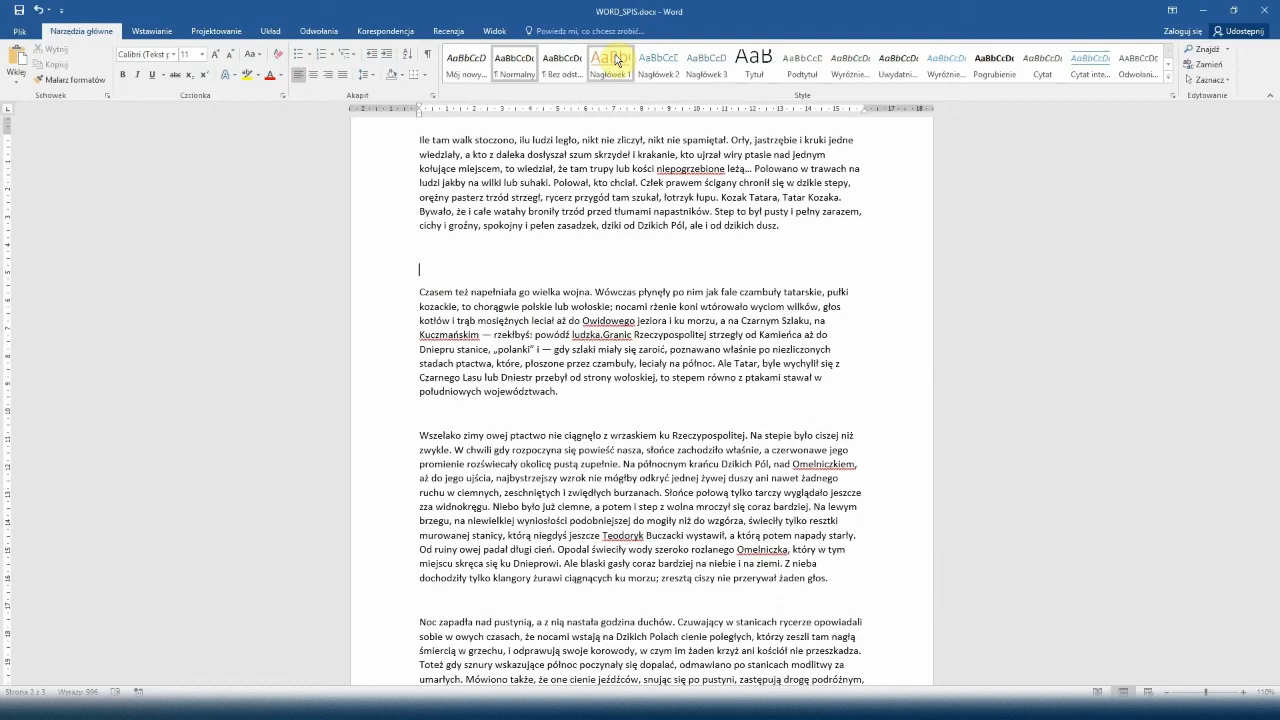 WORD_SPIS.docx - Word
Plik Narzędzia główne Wstawianie Projektowanie Układ Odwołania Korespondencja Recenzja Widok Powiedz mi, co chcesz zrobić... Udostępnij
Wklej
Wytnij
Kopiuj
Malarz formatów
Schowek
Calibri (Tekst 11
Czcionka
Akapit
AaBbCcD AaBbCcDc AaBbCcDc AaBbCcDc AaBbCcDc AaB AaBbCcDc
Mój nowy... ¶ Normalny ¶ Bez odst... Nagłówek 1 Nagłówek 2 Nagłówek 3 Tytuł Podtytuł Wyróżnie... Uwydatni... Wyróżnie... Pogrubienie Cytat Cytat inte... Odwołani...
Style
Znajdź
Zamień
Zaznacz
Edytowanie
Ile tam walk stoczono, ilu ludzi legło, nikt nie zliczył, nikt nie spamiętał. Orły, jastrzębie i kruki jedne
wiedziały, a kto z daleka dosłyszał szum skrzydeł i krakanie, kto ujrzał wiry ptasie nad jednym
kołujące miejscem, to wiedział, że tam trupy lub kości niepogrzebione leżą... Polowano w trawach na
ludzi jakby na wilki lub suhaki. Polował, kto chciał. Człek prawem ścigany chronił się w dzikie stepy,
orężny pasterz trzód strzegł, rycerz przygód tam szukał, łotrzyk łupu. Kozak Tatara, Tatar Kozaka.
Bywało, że i całe watahy broniły trzód przed tłumami napastników. Step to był pusty i pełny zarazem,
cichy i groźny, spokojny i pełen zasadzek, dziki od Dzikich Pól, ale i od dzikich dusz.
Czasem też napełniała go wielka wojna. Wówczas płynęły po nim jak fale czambuły tatarskie, pułki
kozackie, to chorągwie polskie lub wołoskie; nocami rżenie koni wtórowało wyciom wilków, głos
kotłów i trąb mosiężnych leciał aż do Owidowego jeziora i ku morzu, a na Czarnym Szlaku, na
Kuczmańskim — rzekłbyś: powódź ludzka.Granic Rzeczypospolitej strzegły od Kamieńca aż do
Dniepru stanice, „polanki” i — gdy szlaki miały się zaroić, poznawano właśnie po niezliczonych
stadach ptactwa, które, płoszone przez czambuły, leciały na północ. Ale Tatar, byle wychylił się z
Czarnego Lasu lub Dniestr przebył od strony wołoskiej, to stepem równo z ptakami stawał w
południowych województwach.
Wszelako zimy owej ptactwo nie ciągnęło z wrzaskiem ku Rzeczypospolitej. Na stepie było ciszej niż
zwykle. W chwili gdy rozpoczyna się powieść nasza, słońce zachodziło właśnie, a czerwonawe jego
promienie rozświecały okolicę pustą zupełnie. Na północnym krańcu Dzikich Pól, nad Omelniczkiem,
aż do jego ujścia, najbystrzejszy wzrok nie mógłby odkryć jednej żywej duszy ani nawet żadnego
ruchu w ciemnych, zeschniętych i zwiędłych burzanach. Słońce połową tylko tarczy wyglądało jeszcze
zza widnokręgu. Niebo było już ciemne, a potem i step z wolna mroczył się coraz bardziej. Na lewym
brzegu, na niewielkiej wyniosłości podobniejszej do mogiły niż do wzgórza, świeciły tylko resztki
murowanej stanicy, którą niegdyś jeszcze Teodoryk Buczacki wystawił, a którą potem napady starły.
Od ruiny owej padał długi cień. Opodal świeciły wody szeroko rozlanego Omelniczka, który w tym
miejscu skręca się ku Dnieprowi. Ale blaski gasły coraz bardziej na niebie i na ziemi. Z nieba
dochodziły tylko klangory żurawi ciągnących ku morzu; zresztą ciszy nie przerywał żaden głos.
Noc zapadła nad pustynią, a z nią nastała godzina duchów. Czuwający w stanicach rycerze opowiadali
sobie w owych czasach, że nocami wstają na Dzikich Polach cienie poległych, którzy zeszli tam nagłą
śmiercią w grzechu, i odprawują swoje korowody, w czym im żaden krzyż ani kościół nie przeszkadza.
Toteż gdy sznury wskazujące północ poczynały się dopalać, odmawiano po stanicach modlitwy za
umarłych. Mówiono także, że one cienie jeźdźców, snując się po pustyni, zastępują drogę podróżnym,
Strona 2 z 3 Wyrazy: 996 110%